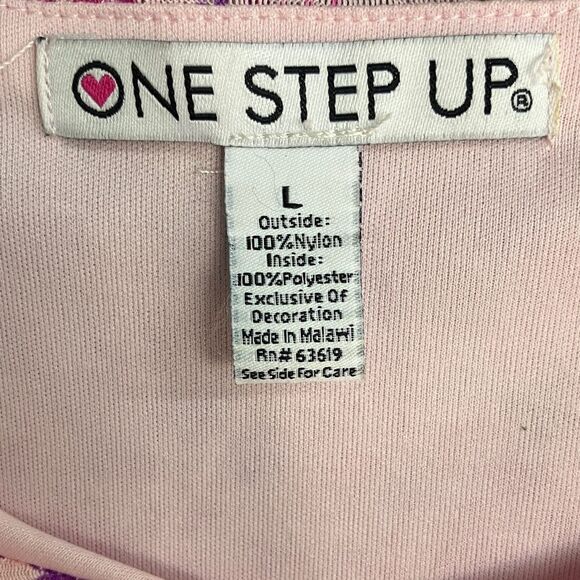 ONE STEP UP®
L
Outside:
100%Nylon
Inside:
100%Polyester
Exclusive Of
Decoration
Made In Malawi
Rn# 63619
See Side For Care